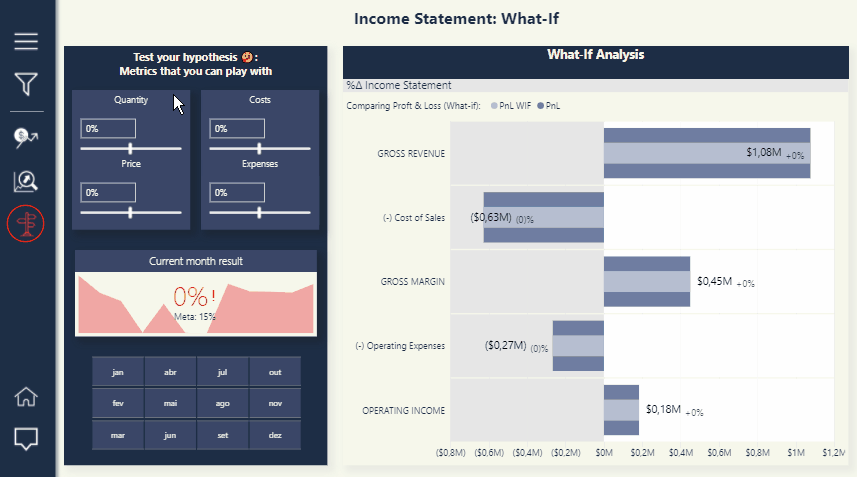 Income Statement: What-If
Test your hypothesis 🤔 :
Metrics that you can play with
Quantity
0%
Price
0%
Costs
0%
Expenses
0%
Current month result
0%!
Meta: 15%
jan abr jul out
fev mai ago nov
mar jun set dez
What-If Analysis
%Δ Income Statement
Comparing Proft & Loss (What-if): PnL WIF PnL
GROSS REVENUE $1,08M +0%
(-) Cost of Sales ($0,63M) (0)%
GROSS MARGIN $0,45M +0%
(-) Operating Expenses ($0,27M) (0)%
OPERATING INCOME $0,18M +0%
($0,8M) ($0,6M) ($0,4M) ($0,2M) $0M $0,2M $0,4M $0,6M $0,8M $1M $1,2M